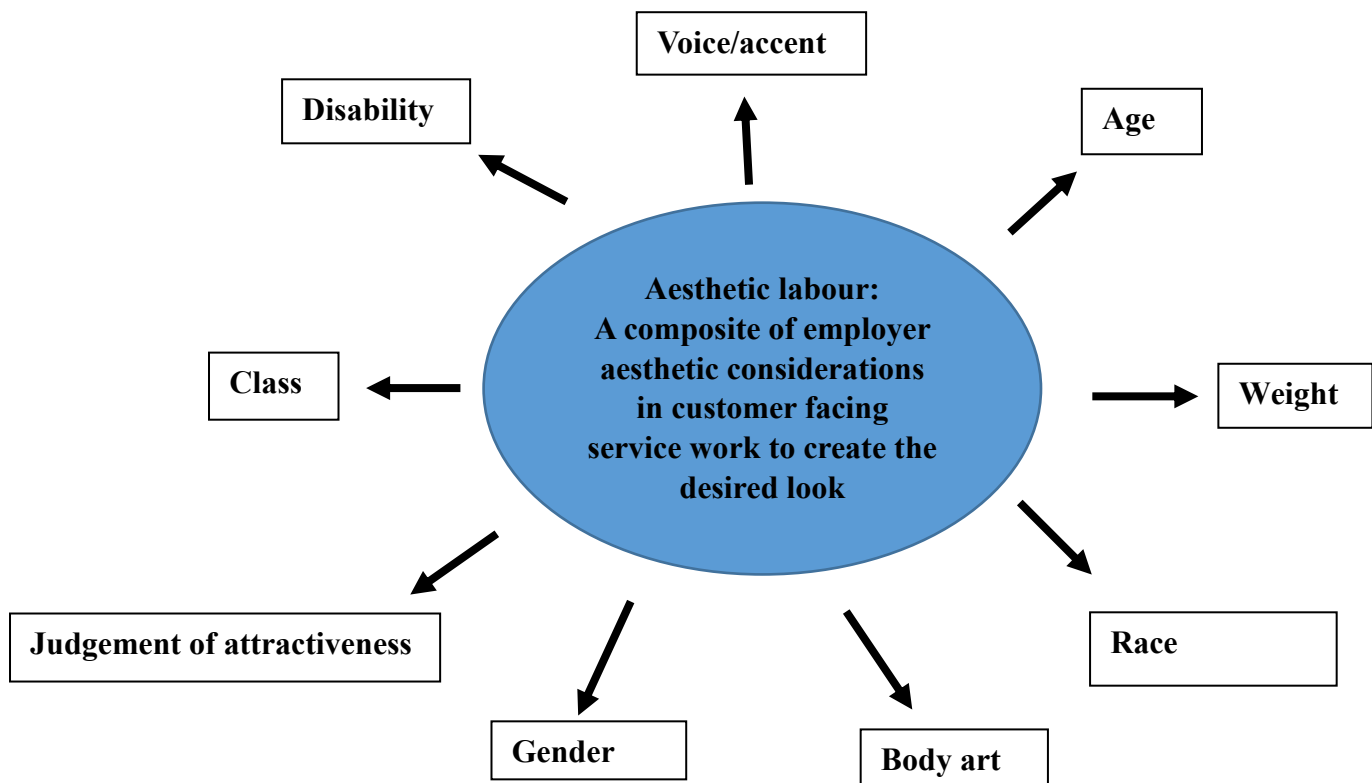 Voice/accent
Disability
Age
Aesthetic labour:
A composite of employer
aesthetic considerations
in customer facing
service work to create the
desired look
Class
Weight
Judgement of attractiveness
Race
Gender
Body art